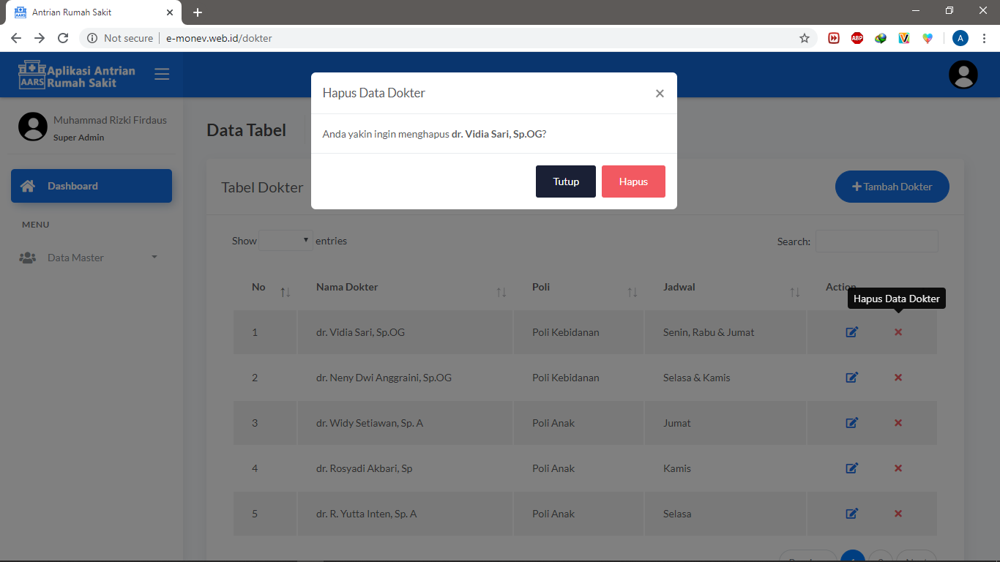 Antrian Rumah Sakit
Not secure
e-monev.web.id/dokter
ABP
A
AARS
Aplikasi Antrian
Rumah Sakit
Muhammad Rizki Firdaus
Super Admin
Dashboard
MENU
Data Master
Hapus Data Dokter
Anda yakin ingin menghapus dr. Vidia Sari, Sp.OG?
Tutup
Hapus
Data Tabel
Tabel Dokter
Tambah Dokter
Show entries
Search:
No Nama Dokter Poli Jadwal Action
Hapus Data Dokter
1 dr. Vidia Sari, Sp.OG Poli Kebidanan Senin, Rabu & Jumat
2 dr. Neny Dwi Anggraini, Sp.OG Poli Kebidanan Selasa & Kamis
3 dr. Widy Setiawan, Sp. A Poli Anak Jumat
4 dr. Rosyadi Akbari, Sp Poli Anak Kamis
5 dr. R. Yutta Inten, Sp. A Poli Anak Selasa